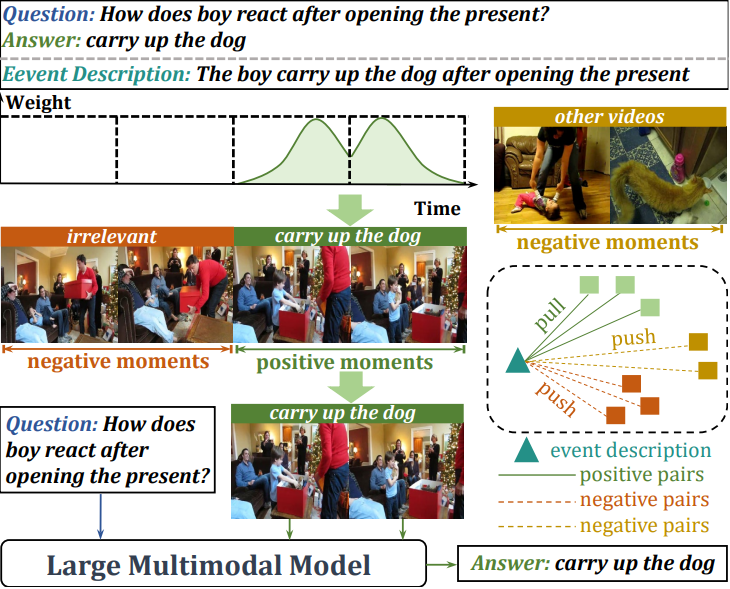 Question: How does boy react after opening the present?
Answer: carry up the dog
Eevent Description: The boy carry up the dog after opening the present
Weight
Time
other videos
negative moments
irrelevant
carry up the dog
negative moments
positive moments
pull
push
push
carry up the dog
Question: How does
boy react after
opening the present?
event description
positive pairs
negative pairs
negative pairs
Large Multimodal Model
Answer: carry up the dog